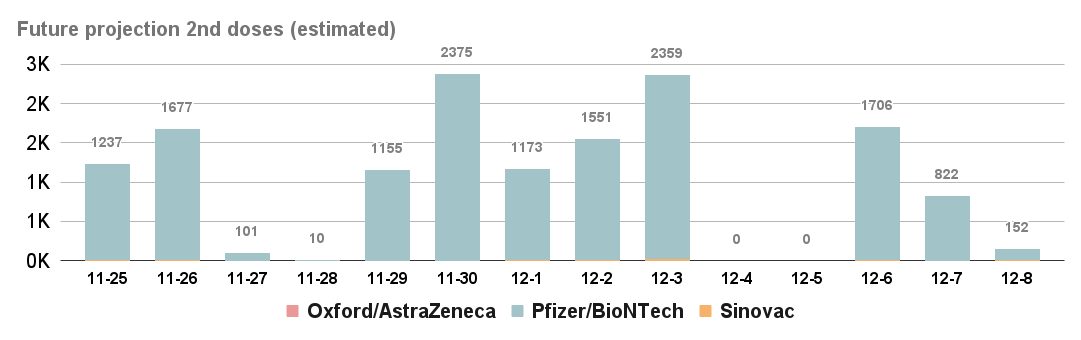 Future projection 2nd doses (estimated)
3K
2K
2K
1K
1K
0K
1237
1677
101
10
1155
2375
1173
1551
2359
0
0
1706
822
152
11-25 11-26 11-27 11-28 11-29 11-30 12-1 12-2 12-3 12-4 12-5 12-6 12-7 12-8
Oxford/AstraZeneca Pfizer/BioNTech Sinovac